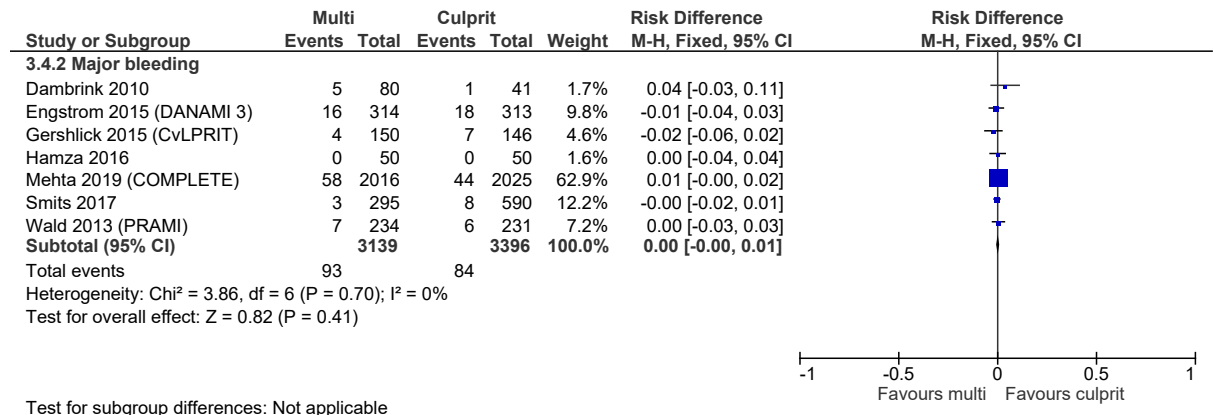 Multi Culprit Risk Difference Risk Difference
Study or Subgroup Events Total Events Total Weight M-H, Fixed, 95% CI M-H, Fixed, 95% CI
3.4.2 Major bleeding
Dambrink 2010 5 80 1 41 1.7% 0.04 [-0.03, 0.11]
Engstrom 2015 (DANAMI 3) 16 314 18 313 9.8% -0.01 [-0.04, 0.03]
Gershlick 2015 (CvLPRIT) 4 150 7 146 4.6% -0.02 [-0.06, 0.02]
Hamza 2016 0 50 0 50 1.6% 0.00 [-0.04, 0.04]
Mehta 2019 (COMPLETE) 58 2016 44 2025 62.9% 0.01 [-0.00, 0.02]
Smits 2017 3 295 8 590 12.2% -0.00 [-0.02, 0.01]
Wald 2013 (PRAMI) 7 234 6 231 7.2% 0.00 [-0.03, 0.03]
Subtotal (95% CI) 3139 3396 100.0% 0.00 [-0.00, 0.01]
Total events 93 84
Heterogeneity: Chi² = 3.86, df = 6 (P = 0.70); I² = 0%
Test for overall effect: Z = 0.82 (P = 0.41)
-1 -0.5 0 0.5 1
Favours multi Favours culprit
Test for subgroup differences: Not applicable